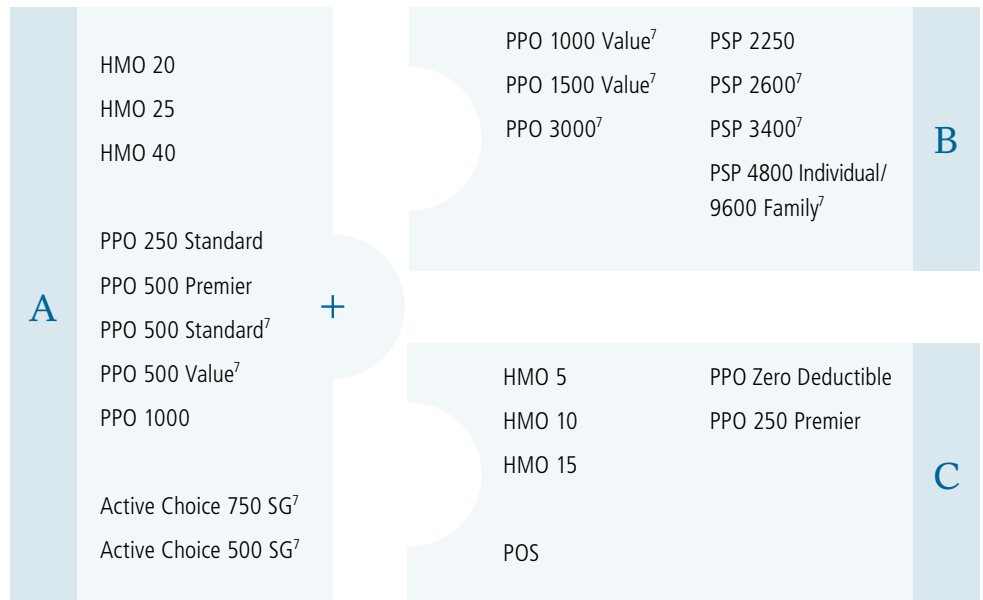 A
HMO 20
HMO 25
HMO 40
PPO 250 Standard
PPO 500 Premier
PPO 500 Standard⁷
PPO 500 Value⁷
PPO 1000
Active Choice 750 SG⁷
Active Choice 500 SG⁷
+
PPO 1000 Value⁷
PPO 1500 Value⁷
PPO 3000⁷
PSP 2250
PSP 2600⁷
PSP 3400⁷
PSP 4800 Individual/
9600 Family⁷
B
HMO 5
HMO 10
HMO 15
POS
PPO Zero Deductible
PPO 250 Premier
C